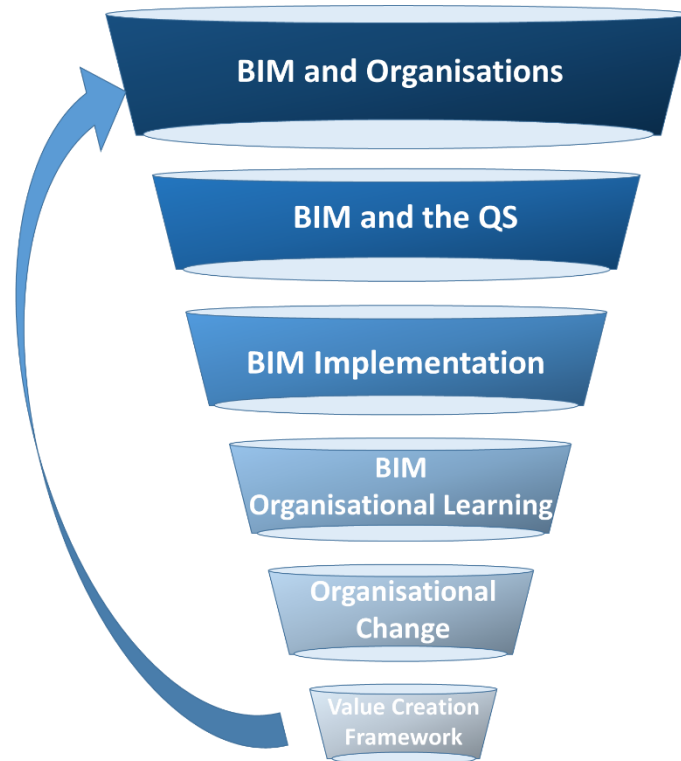 BIM and Organisations
BIM and the QS
BIM Implementation
BIM
Organisational Learning
Organisational
Change
Value Creation
Framework